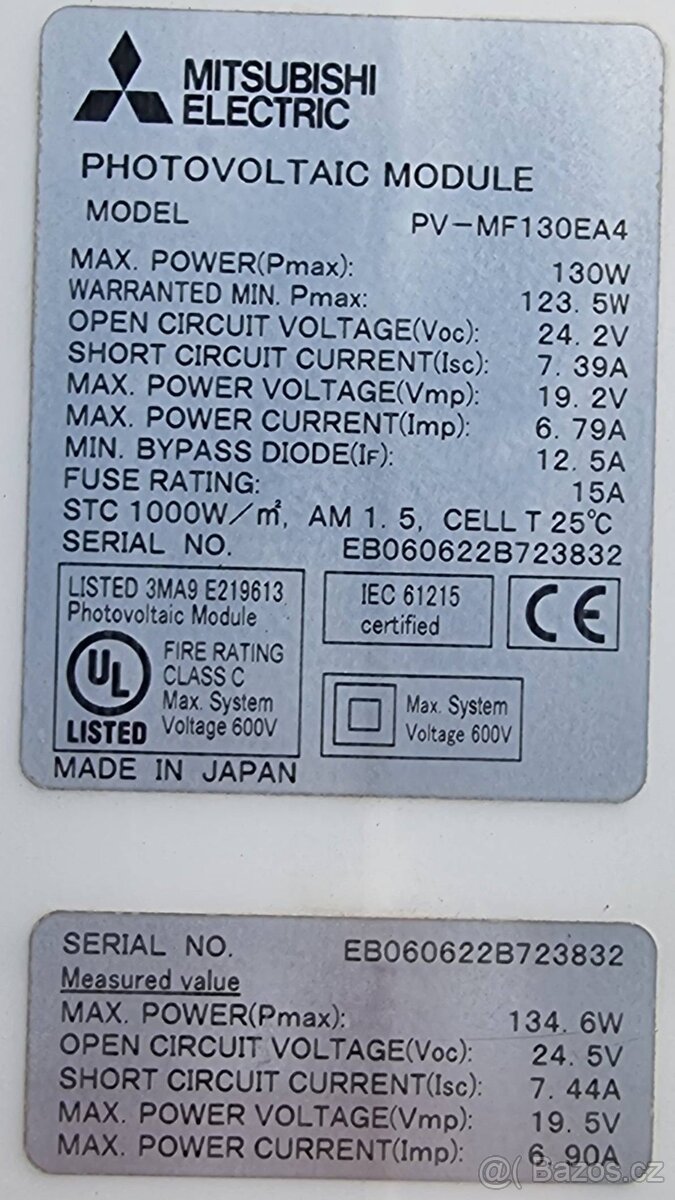 MITSUBISHI
ELECTRIC
PHOTOVOLTAIC MODULE
MODEL PV-MF130EA4
MAX. POWER(Pmax): 130W
WARRANTED MIN. Pmax: 123. 5W
OPEN CIRCUIT VOLTAGE(Voc): 24. 2V
SHORT CIRCUIT CURRENT(Isc): 7. 39A
MAX. POWER VOLTAGE(Vmp): 19. 2V
MAX. POWER CURRENT(Imp): 6. 79A
MIN. BYPASS DIODE(IF): 12. 5A
FUSE RATING: 15A
STC 1000W/㎡, AM 1. 5, CELL T 25℃
SERIAL NO. EB060622B723832
LISTED 3MA9 E219613
Photovoltaic Module
UL
LISTED
FIRE RATING
CLASS C
Max. System
Voltage 600V
IEC 61215
certified
CE
Max. System
Voltage 600V
MADE IN JAPAN
SERIAL NO. EB060622B723832
Measured value
MAX. POWER(Pmax): 134. 6W
OPEN CIRCUIT VOLTAGE(Voc): 24. 5V
SHORT CIRCUIT CURRENT(Isc): 7. 44A
MAX. POWER VOLTAGE(Vmp): 19. 5V
MAX. POWER CURRENT(Imp): 6. 90A
@( Bazos.cz